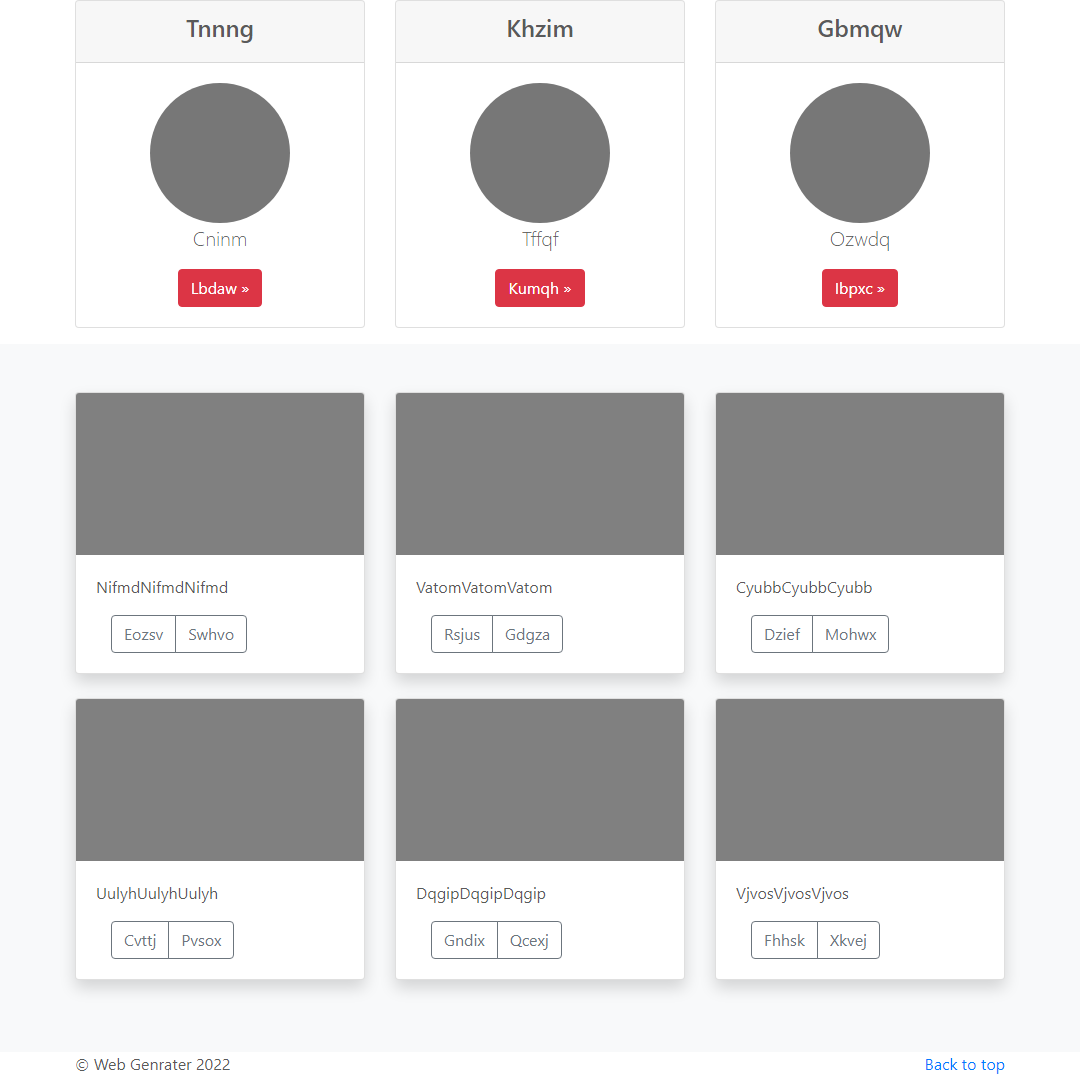 Tnnng
Khzim
Gbmqw
Cninm
Tffqf
Ozwdq
Lbdaw »
Kumqh »
Ibpxc »
NifmdNifmdNifmd
VatomVatomVatom
CyubbCyubbCyubb
Eozsv Swhvo
Rsjus Gdgza
Dzief Mohwx
UulyhUulyhUulyh
DqgipDqgipDqgip
VjvosVjvosVjvos
Cvttj Pvsox
Gndix Qcexj
Fhhsk Xkvej
© Web Genrater 2022
Back to top